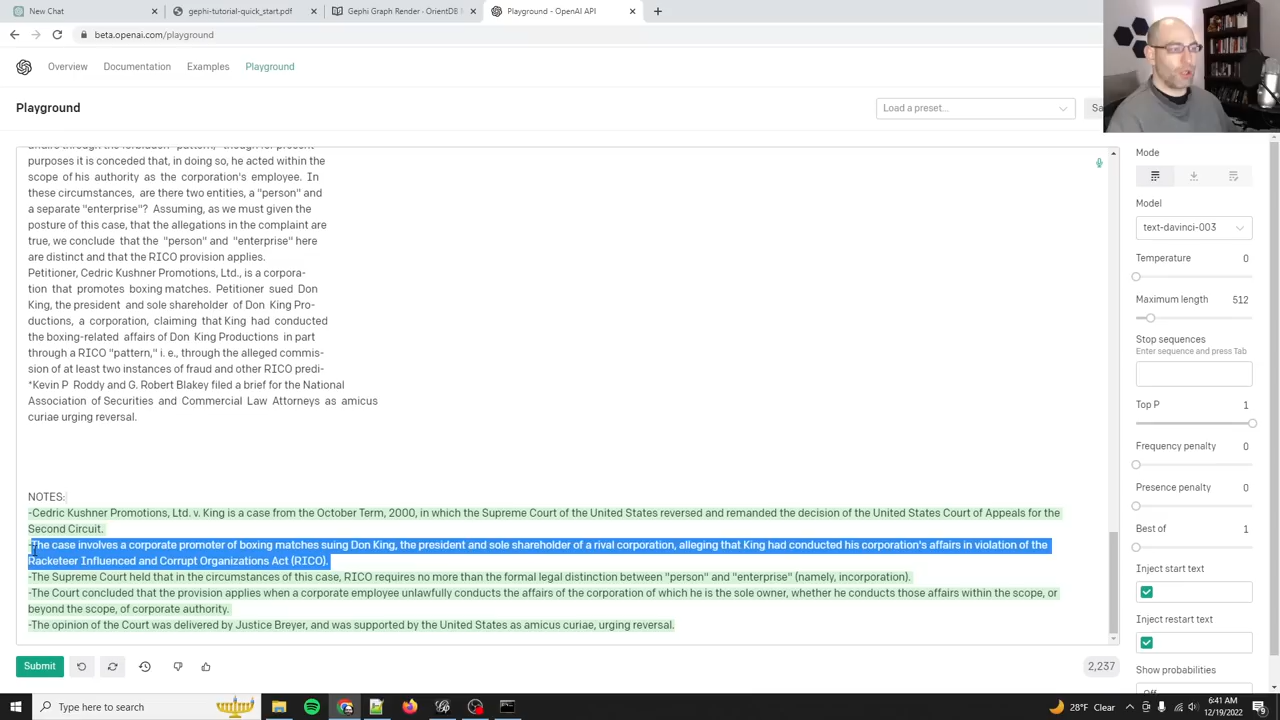 New Chat
gephi-tutorial-quick_start.pdf
Gephi Graph Render · OrientDB
Playground - OpenAI API
beta.openai.com/playground
Overview
Documentation
Examples
Playground
Playground
Load a preset...
Sa
purposes it is conceded that, in doing so, he acted within the
scope of his authority as the corporation's employee. In
these circumstances, are there two entities, a "person" and
a separate "enterprise"? Assuming, as we must given the
posture of this case, that the allegations in the complaint are
true, we conclude that the "person" and "enterprise" here
are distinct and that the RICO provision applies.
Petitioner, Cedric Kushner Promotions, Ltd., is a corpora-
tion that promotes boxing matches. Petitioner sued Don
King, the president and sole shareholder of Don King Pro-
ductions, a corporation, claiming that King had conducted
the boxing-related affairs of Don King Productions in part
through a RICO "pattern," i. e., through the alleged commis-
sion of at least two instances of fraud and other RICO predi-
*Kevin P Roddy and G. Robert Blakey filed a brief for the National
Association of Securities and Commercial Law Attorneys as amicus
curiae urging reversal.
NOTES:
-Cedric Kushner Promotions, Ltd. v. King is a case from the October Term, 2000, in which the Supreme Court of the United States reversed and remanded the decision of the United States Court of Appeals for the
Second Circuit.
-The case involves a corporate promoter of boxing matches suing Don King, the president and sole shareholder of a rival corporation, alleging that King had conducted his corporation's affairs in violation of the
Racketeer Influenced and Corrupt Organizations Act (RICO).
-The Supreme Court held that in the circumstances of this case, RICO requires no more than the formal legal distinction between "person" and "enterprise" (namely, incorporation).
-The Court concluded that the provision applies when a corporate employee unlawfully conducts the affairs of the corporation of which he is the sole owner, whether he conducts those affairs within the scope, or
beyond the scope, of corporate authority.
-The opinion of the Court was delivered by Justice Breyer, and was supported by the United States as amicus curiae, urging reversal.
Submit
2,237
Mode
Model
text-davinci-003
Temperature 0
Maximum length 512
Stop sequences
Enter sequence and press Tab
Top P 1
Frequency penalty 0
Presence penalty 0
Best of 1
Inject start text
Inject restart text
Show probabilities
Type here to search
28°F Clear
6:41 AM
12/19/2022